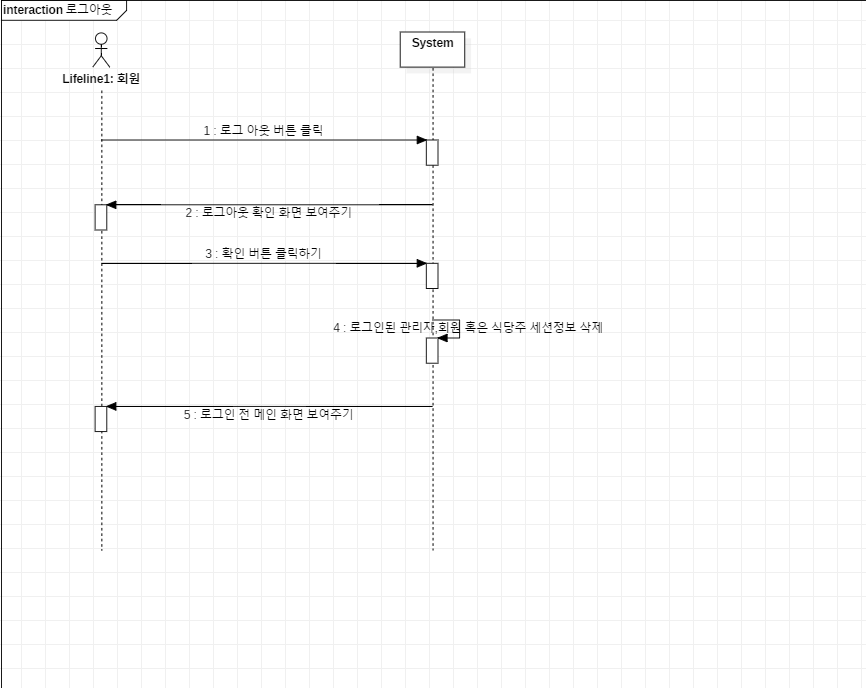 interaction 로그아웃
System
Lifeline1: 회원
1 : 로그 아웃 버튼 클릭
2 : 로그아웃 확인 화면 보여주기
3 : 확인 버튼 클릭하기
4 : 로그인된 관리자,회원 혹은 식당주 세션정보 삭제
5 : 로그인 전 메인 화면 보여주기